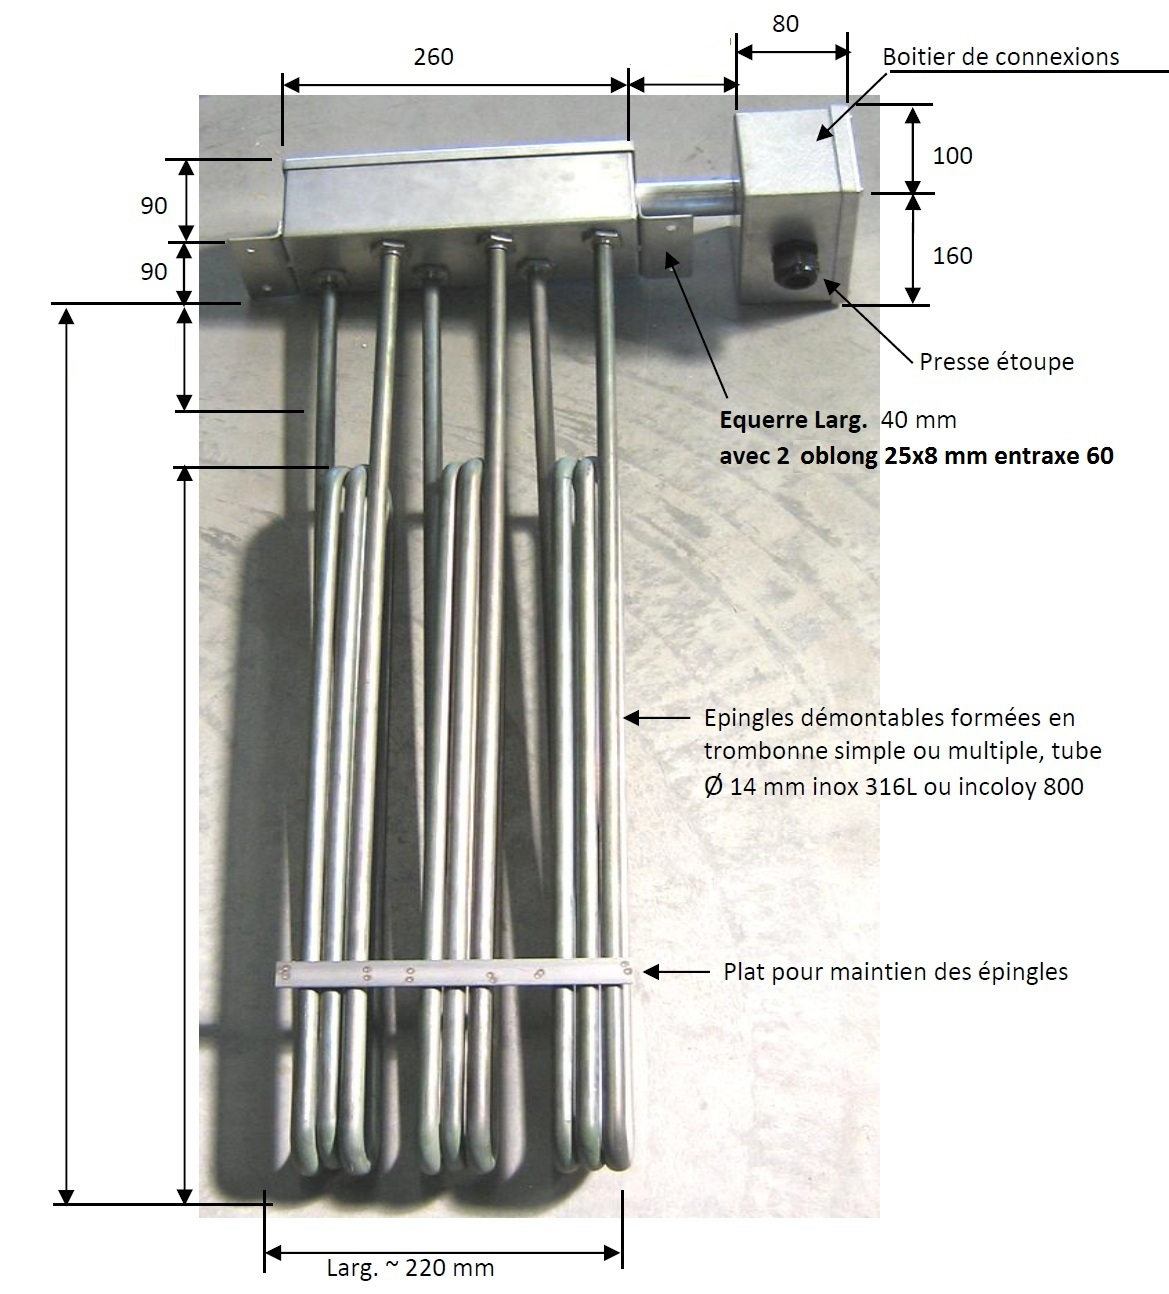 80
260
Boitier de connexions
100
90
160
90
Presse étoupe
Equerre Larg. 40 mm
avec 2 oblong 25x8 mm entraxe 60
Epingles démontables formées en
trombonne simple ou multiple, tube
Ø 14 mm inox 316L ou incoloy 800
Plat pour maintien des épingles
Larg. ~ 220 mm